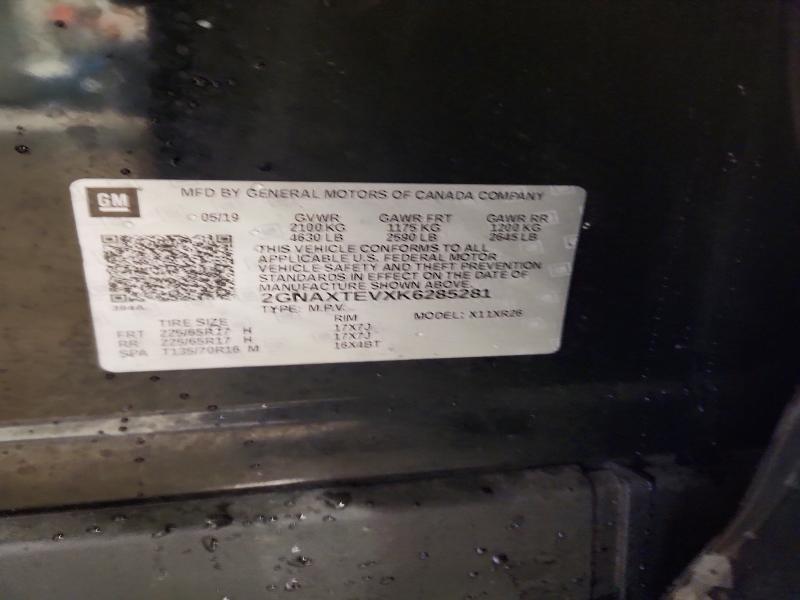 GM
MFD BY GENERAL MOTORS OF CANADA COMPANY
05/19 GVWR GAWR FRT GAWR RR
2100 KG 1175 KG 1200 KG
4630 LB 2590 LB 2645 LB
THIS VEHICLE CONFORMS TO ALL
APPLICABLE U.S. FEDERAL MOTOR
VEHICLE SAFETY AND THEFT PREVENTION
STANDARDS IN EFFECT ON THE DATE OF
MANUFACTURE SHOWN ABOVE.
2GNAXTEVXK6285281
TYPE: M.P.V. MODEL: X11XR26
TIRE SIZE RIM
FRT 225/65R17 H 17X7J
RR 225/65R17 H 17X7J
SPA T135/70R16 M 16X4BT